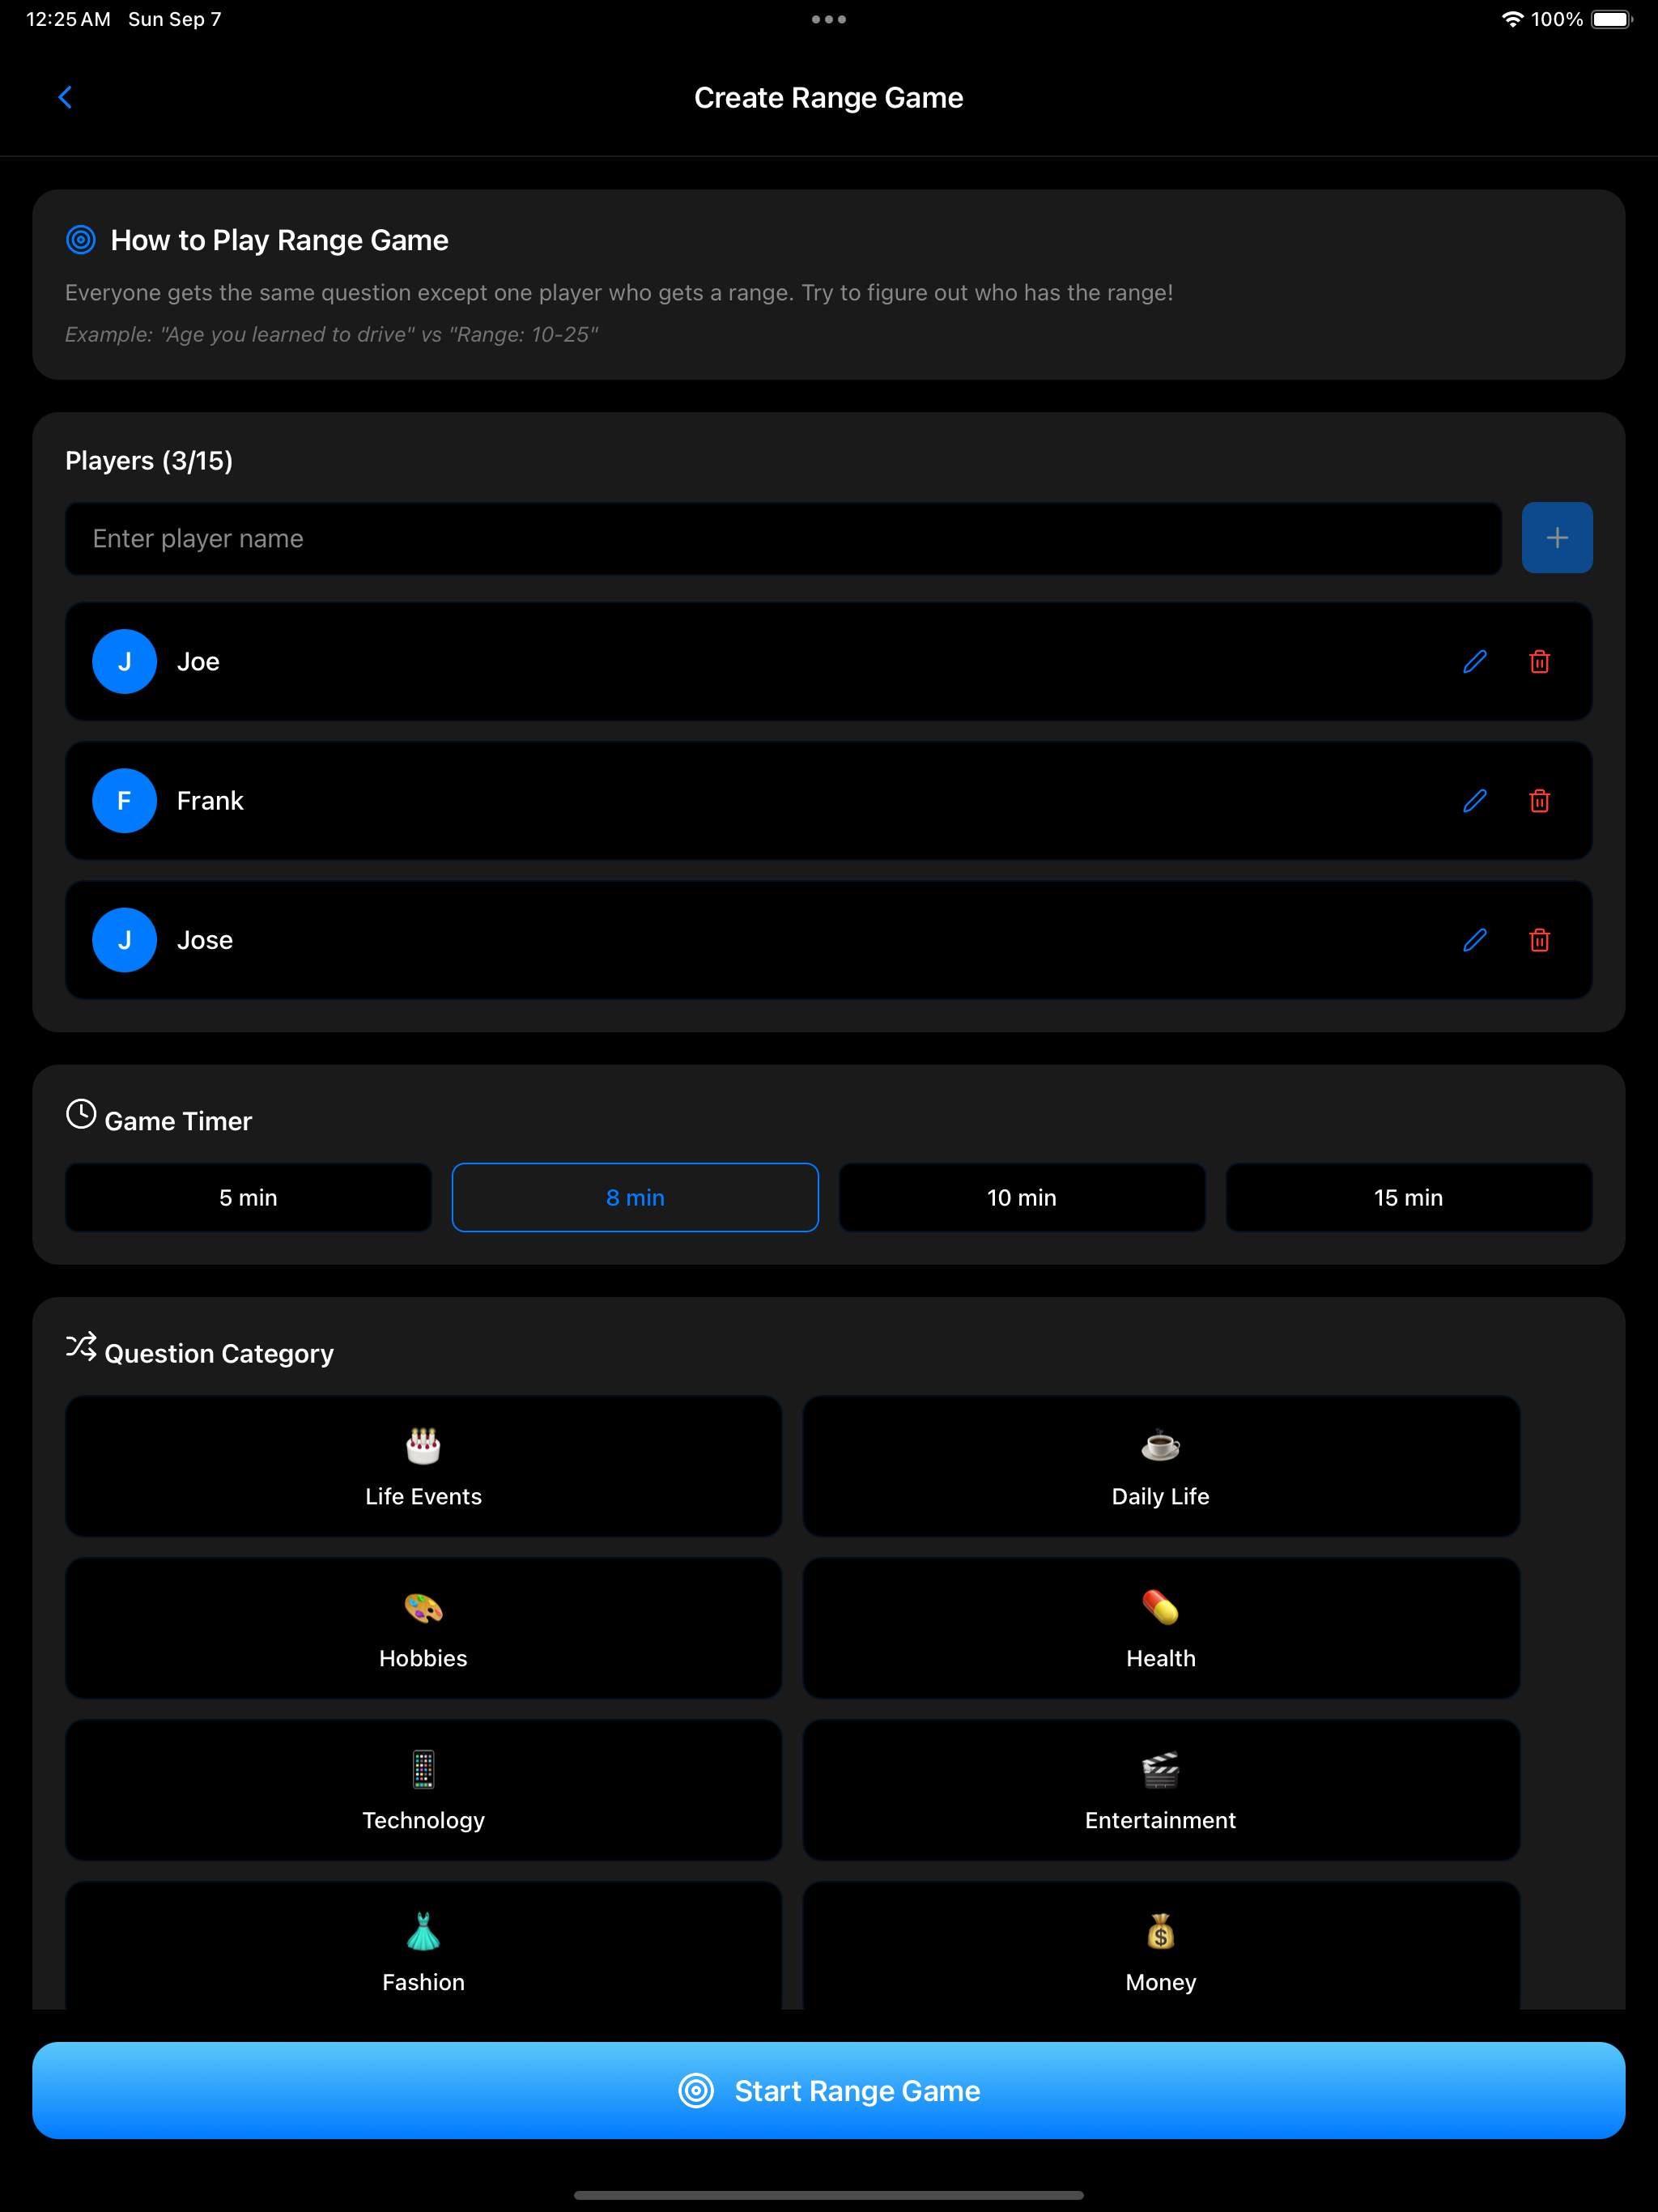 12:25 AM Sun Sep 7
100%
Create Range Game
How to Play Range Game
Everyone gets the same question except one player who gets a range. Try to figure out who has the range!
Example: "Age you learned to drive" vs "Range: 10-25"
Players (3/15)
Enter player name
J Joe
F Frank
J Jose
Game Timer
5 min
8 min
10 min
15 min
Question Category
Life Events
Daily Life
Hobbies
Health
Technology
Entertainment
Fashion
Money
Start Range Game